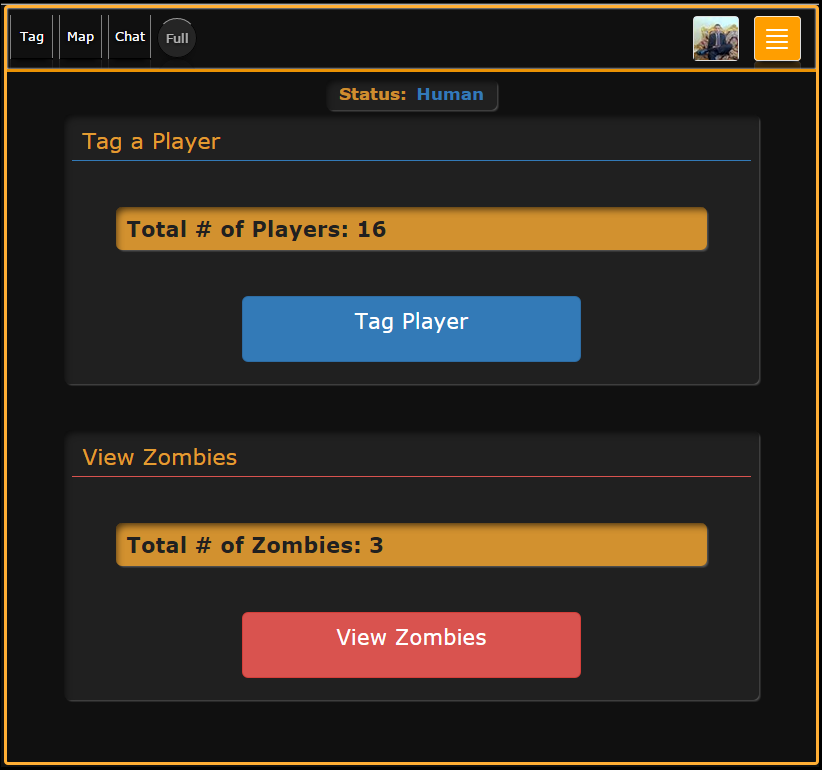 Tag Map Chat Full
Status: Human
Tag a Player
Total # of Players: 16
Tag Player
View Zombies
Total # of Zombies: 3
View Zombies